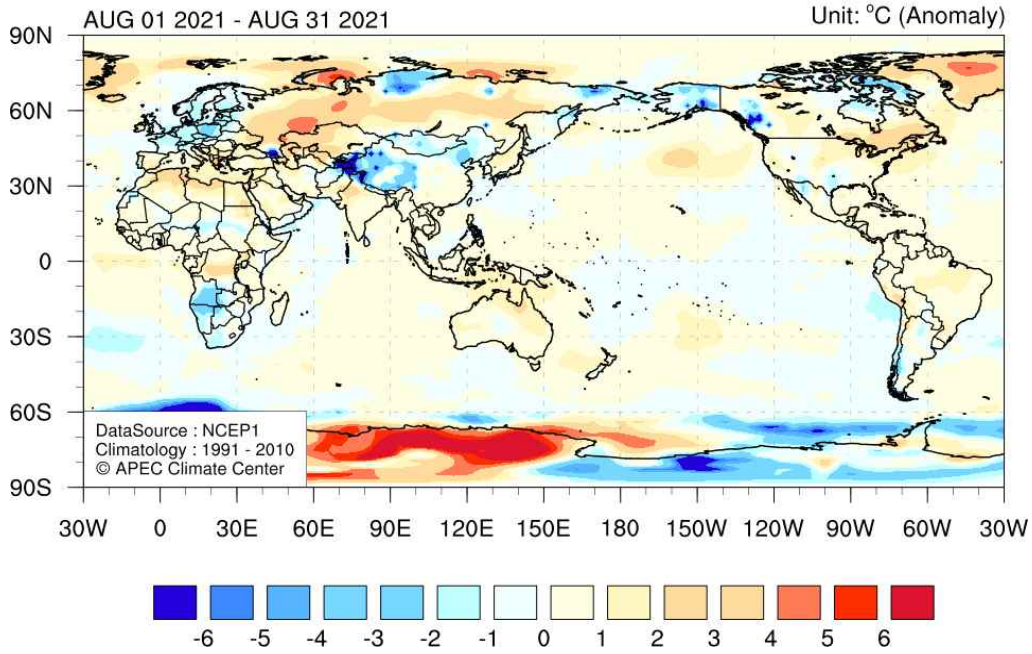 AUG 01 2021 - AUG 31 2021
Unit: °C (Anomaly)
90N
60N
30N
0
30S
60S
90S
DataSource : NCEP1
Climatology : 1991 - 2010
© APEC Climate Center
30W 0 30E 60E 90E 120E 150E 180 150W 120W 90W 60W 30W
-6 -5 -4 -3 -2 -1 0 1 2 3 4 5 6